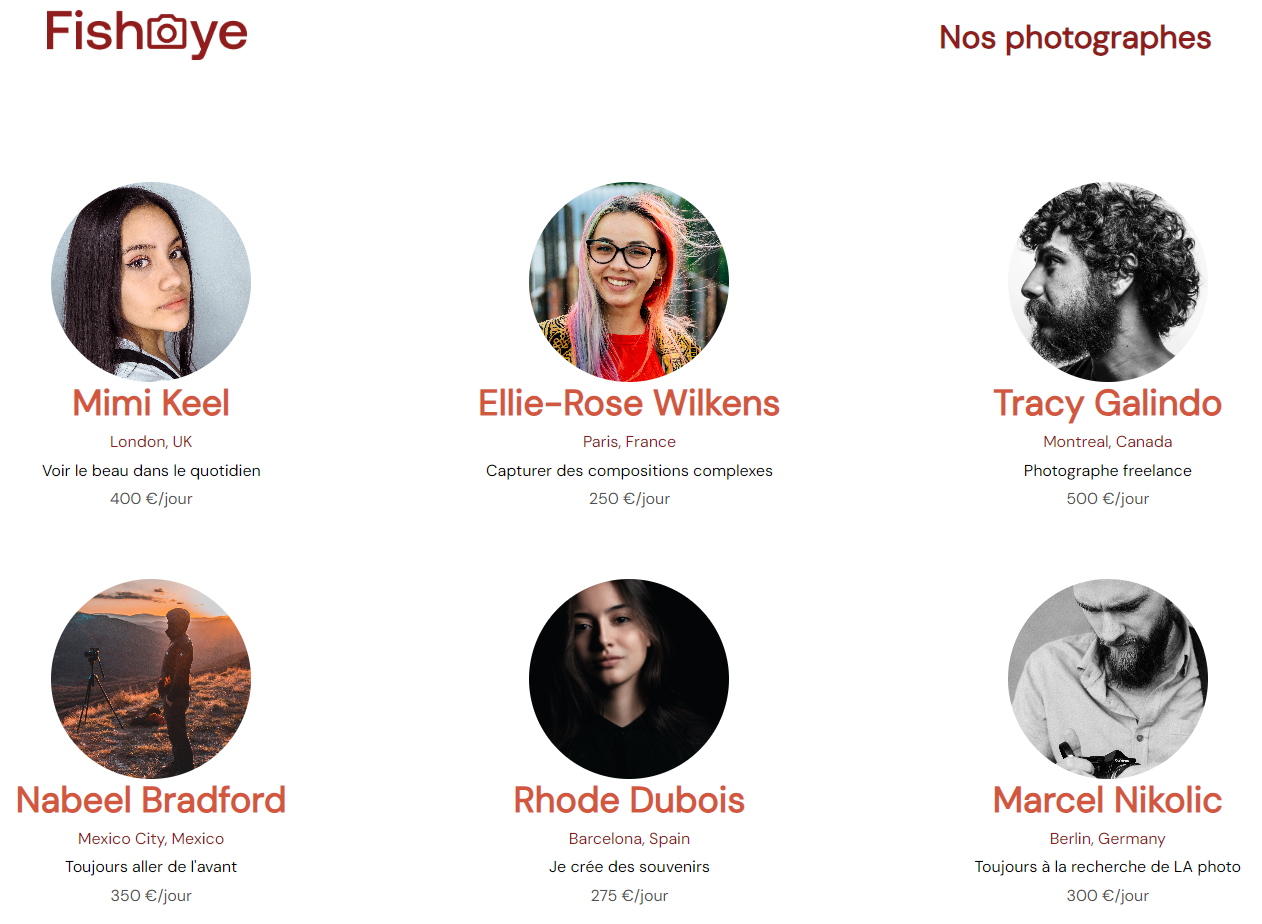 Fisheye
Nos photographes
Mimi Keel
London, UK
Voir le beau dans le quotidien
400 €/jour
Ellie-Rose Wilkens
Paris, France
Capturer des compositions complexes
250 €/jour
Tracy Galindo
Montreal, Canada
Photographe freelance
500 €/jour
Nabeel Bradford
Mexico City, Mexico
Toujours aller de l'avant
350 €/jour
Rhode Dubois
Barcelona, Spain
Je crée des souvenirs
275 €/jour
Marcel Nikolic
Berlin, Germany
Toujours à la recherche de LA photo
300 €/jour